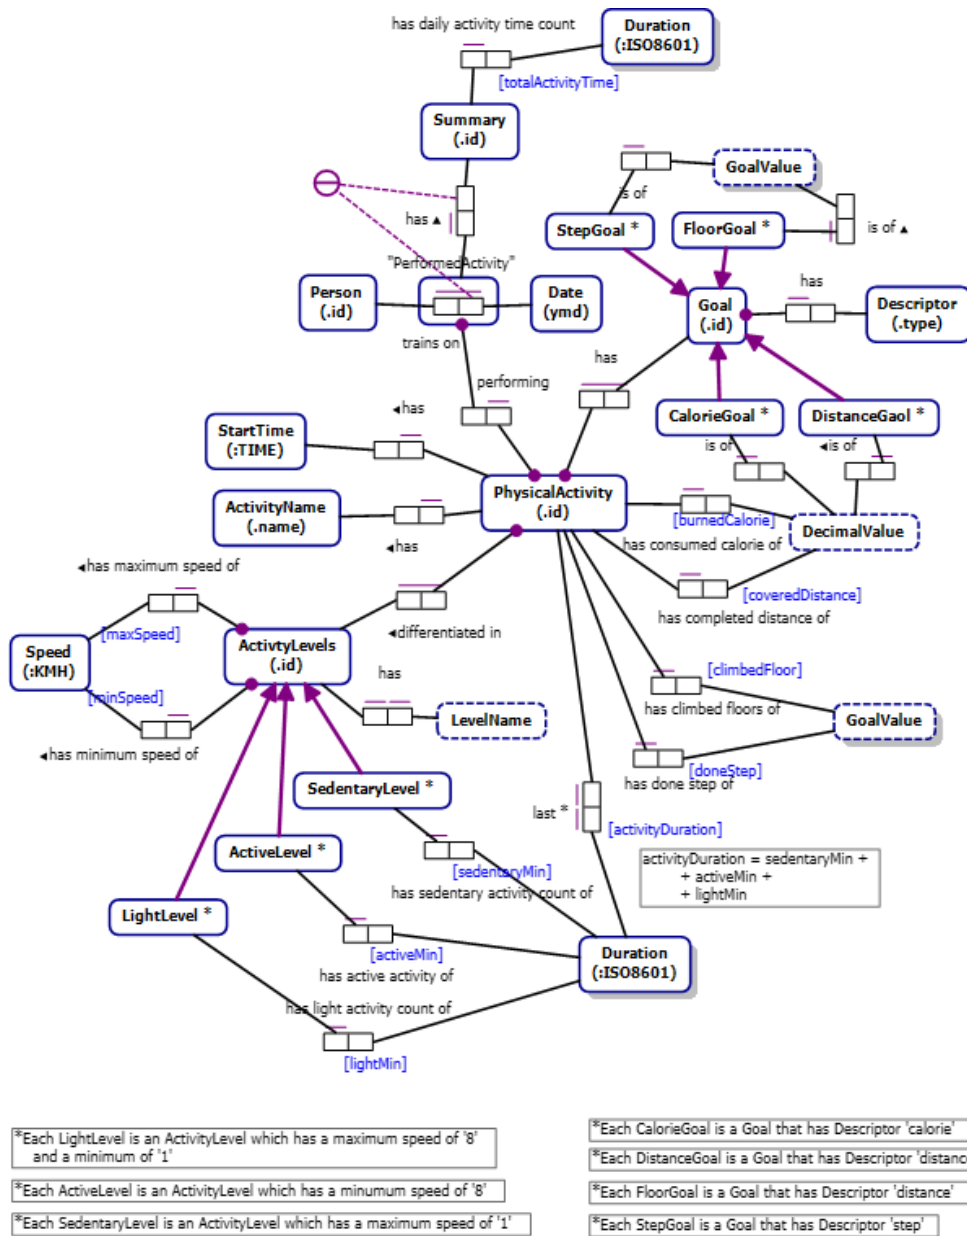 has daily activity time count
Duration
(:ISO8601)
[totalActivityTime]
Summary
(.id)
GoalValue
is of
has ▲
StepGoal *
FloorGoal *
is of ▲
"PerformedActivity"
Person
(.id)
Date
(ymd)
Goal
(.id)
has
Descriptor
(.type)
trains on
has
performing
◄has
CalorieGoal *
DistanceGaol *
StartTime
(:TIME)
is of
◄is of
PhysicalActivity
(.id)
ActivityName
(.name)
[burnedCalorie]
DecimalValue
has consumed calorie of
◄has
◄has maximum speed of
[coveredDistance]
has completed distance of
[maxSpeed]
ActivtyLevels
(.id)
◄differentiated in
Speed
(:KMH)
has
[climbedFloor]
[minSpeed]
LevelName
has climbed floors of
GoalValue
◄has minimum speed of
[doneStep]
has done step of
SedentaryLevel *
last *
[activityDuration]
ActiveLevel *
[sedentaryMin]
activityDuration = sedentaryMin +
+ activeMin +
+ lightMin
has sedentary activity count of
LightLevel *
[activeMin]
Duration
(:ISO8601)
has active activity of
has light activity count of
[lightMin]
*Each LightLevel is an ActivityLevel which has a maximum speed of '8'
and a minimum of '1'
*Each ActiveLevel is an ActivityLevel which has a minumum speed of '8'
*Each SedentaryLevel is an ActivityLevel which has a maximum speed of '1'
*Each CalorieGoal is a Goal that has Descriptor 'calorie'
*Each DistanceGoal is a Goal that has Descriptor 'distance
*Each FloorGoal is a Goal that has Descriptor 'distance'
*Each StepGoal is a Goal that has Descriptor 'step'